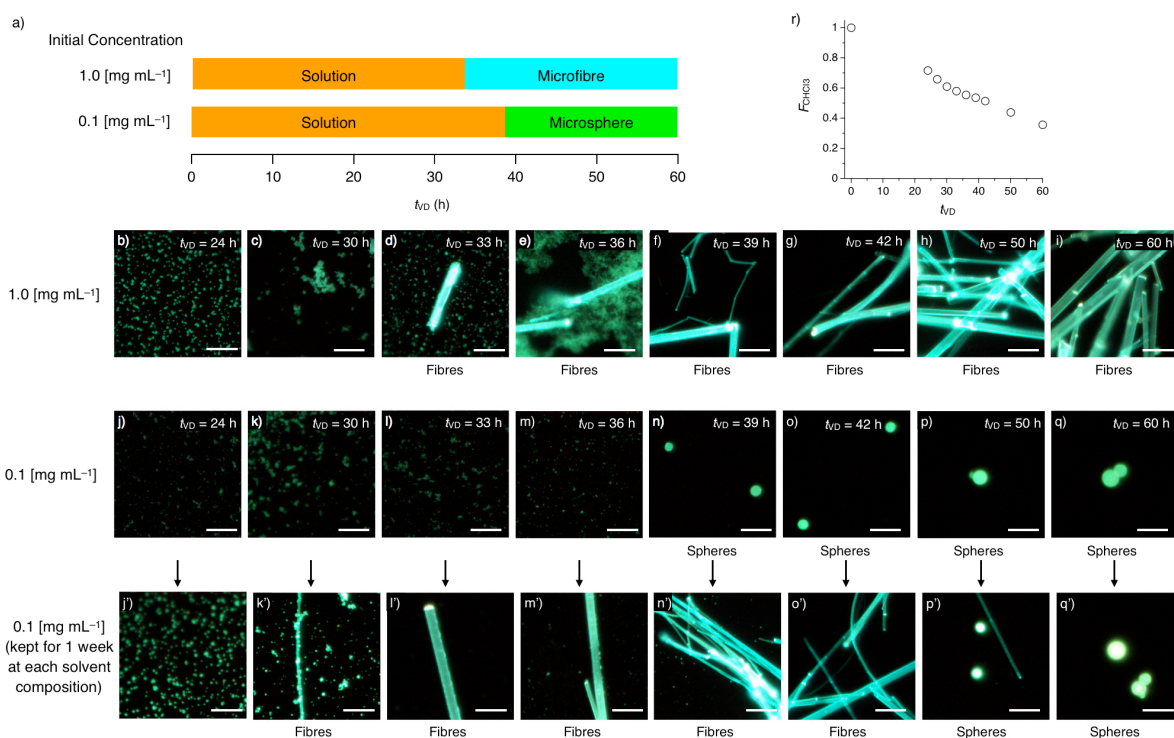 a)
Initial Concentration
1.0 [mg mL⁻¹]
Solution
Microfibre
0.1 [mg mL⁻¹]
Solution
Microsphere
0 10 20 30 40 50 60
tVD (h)
r)
FCHCl3
1
0.8
0.6
0.4
0.2
0
0 10 20 30 40 50 60
tVD
1.0 [mg mL⁻¹]
b) tVD = 24 h
c) tVD = 30 h
d) tVD = 33 h
e) tVD = 36 h
f) tVD = 39 h
g) tVD = 42 h
h) tVD = 50 h
i) tVD = 60 h
Fibres
Fibres
Fibres
Fibres
Fibres
Fibres
0.1 [mg mL⁻¹]
j) tVD = 24 h
k) tVD = 30 h
l) tVD = 33 h
m) tVD = 36 h
n) tVD = 39 h
o) tVD = 42 h
p) tVD = 50 h
q) tVD = 60 h
Spheres
Spheres
Spheres
Spheres
0.1 [mg mL⁻¹]
(kept for 1 week
at each solvent
composition)
j')
k')
l')
m')
n')
o')
p')
q')
Fibres
Fibres
Fibres
Fibres
Fibres
Spheres
Spheres